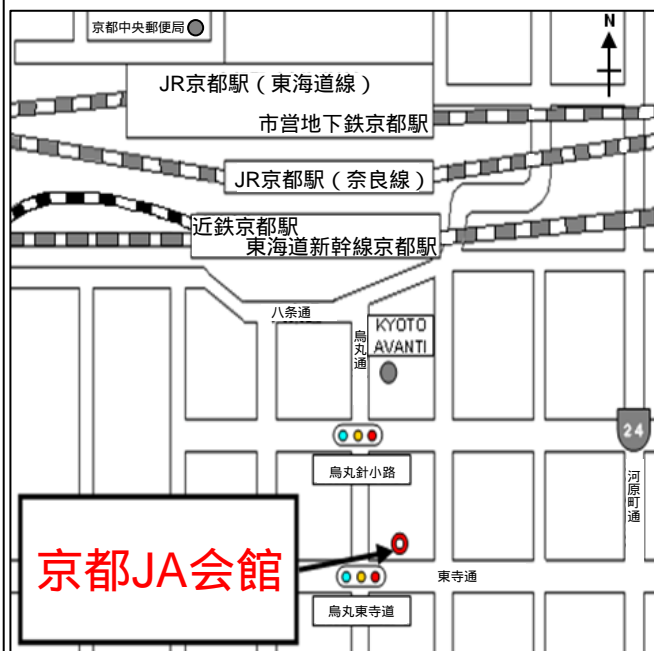 京都中央郵便局
N
JR京都駅（東海道線）
市営地下鉄京都駅
JR京都駅（奈良線）
近鉄京都駅
東海道新幹線京都駅
八条通
烏丸通
KYOTO
AVANTI
24
烏丸針小路
河原町通
京都JA会館
東寺通
烏丸東寺道